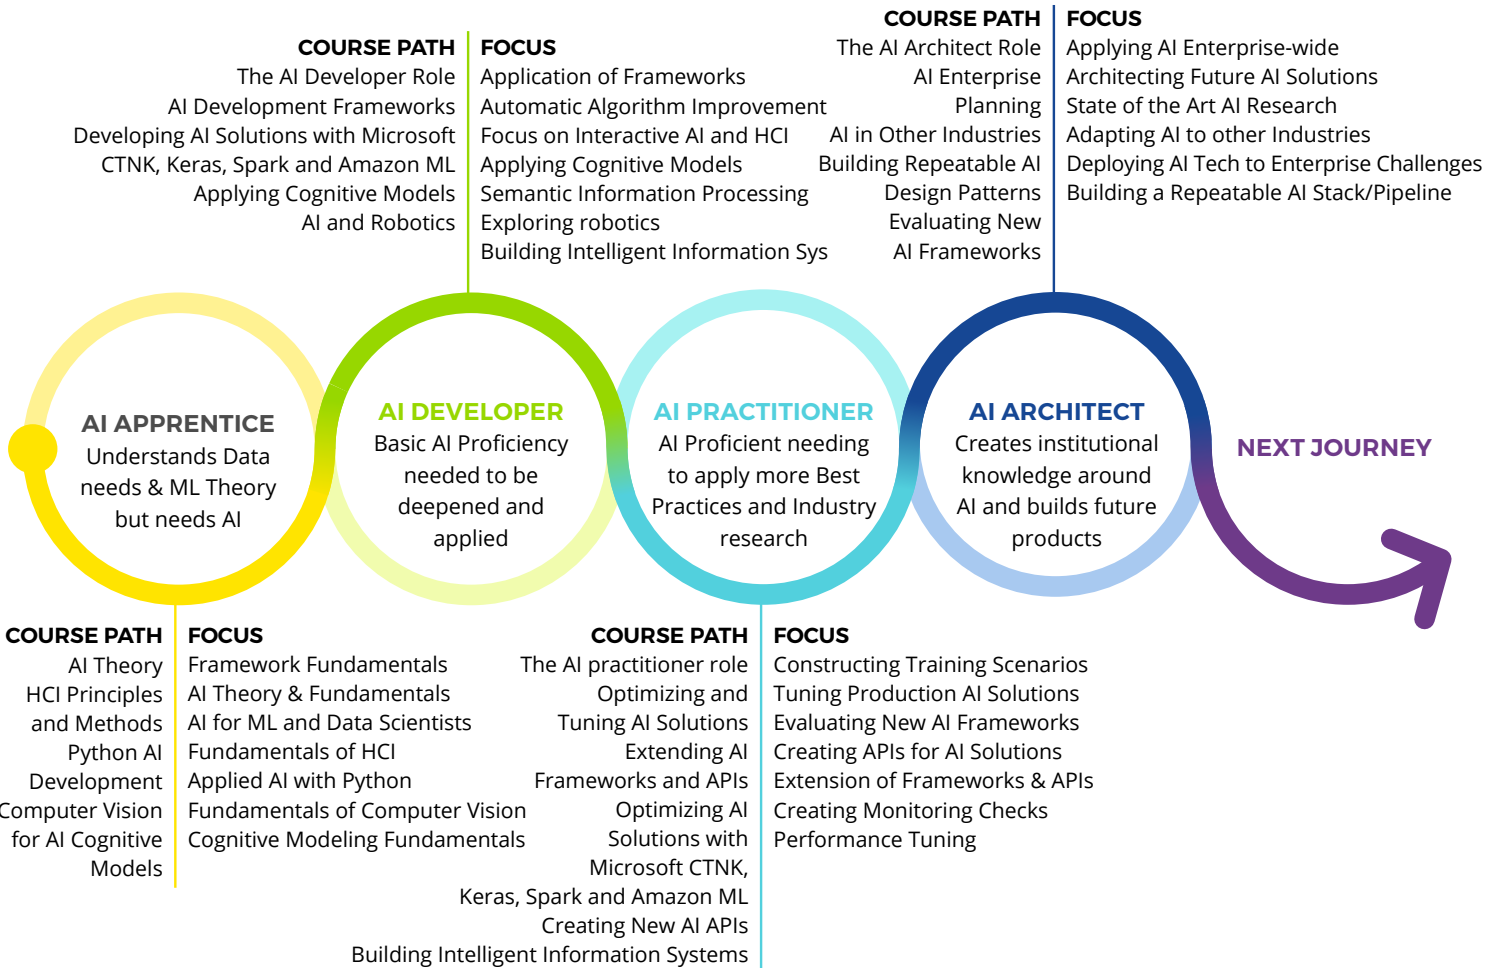 COURSE PATH
The AI Developer Role
AI Development Frameworks
Developing AI Solutions with Microsoft
CTNK, Keras, Spark and Amazon ML
Applying Cognitive Models
AI and Robotics
FOCUS
Application of Frameworks
Automatic Algorithm Improvement
Focus on Interactive AI and HCI
Applying Cognitive Models
Semantic Information Processing
Exploring robotics
Building Intelligent Information Sys
COURSE PATH
The AI Architect Role
AI Enterprise
Planning
AI in Other Industries
Building Repeatable AI
Design Patterns
Evaluating New
AI Frameworks
FOCUS
Applying AI Enterprise-wide
Architecting Future AI Solutions
State of the Art AI Research
Adapting AI to other Industries
Deploying AI Tech to Enterprise Challenges
Building a Repeatable AI Stack/Pipeline
AI APPRENTICE
Understands Data
needs & ML Theory
but needs AI
AI DEVELOPER
Basic AI Proficiency
needed to be
deepened and
applied
AI PRACTITIONER
AI Proficient needing
to apply more Best
Practices and Industry
research
AI ARCHITECT
Creates institutional
knowledge around
AI and builds future
products
NEXT JOURNEY
COURSE PATH
AI Theory
HCI Principles
and Methods
Python AI
Development
Computer Vision
for AI Cognitive
Models
FOCUS
Framework Fundamentals
AI Theory & Fundamentals
AI for ML and Data Scientists
Fundamentals of HCI
Applied AI with Python
Fundamentals of Computer Vision
Cognitive Modeling Fundamentals
COURSE PATH
The AI practitioner role
Optimizing and
Tuning AI Solutions
Extending AI
Frameworks and APIs
Optimizing AI
Solutions with
Microsoft CTNK,
Keras, Spark and Amazon ML
Creating New AI APIs
Building Intelligent Information Systems
FOCUS
Constructing Training Scenarios
Tuning Production AI Solutions
Evaluating New AI Frameworks
Creating APIs for AI Solutions
Extension of Frameworks & APIs
Creating Monitoring Checks
Performance Tuning